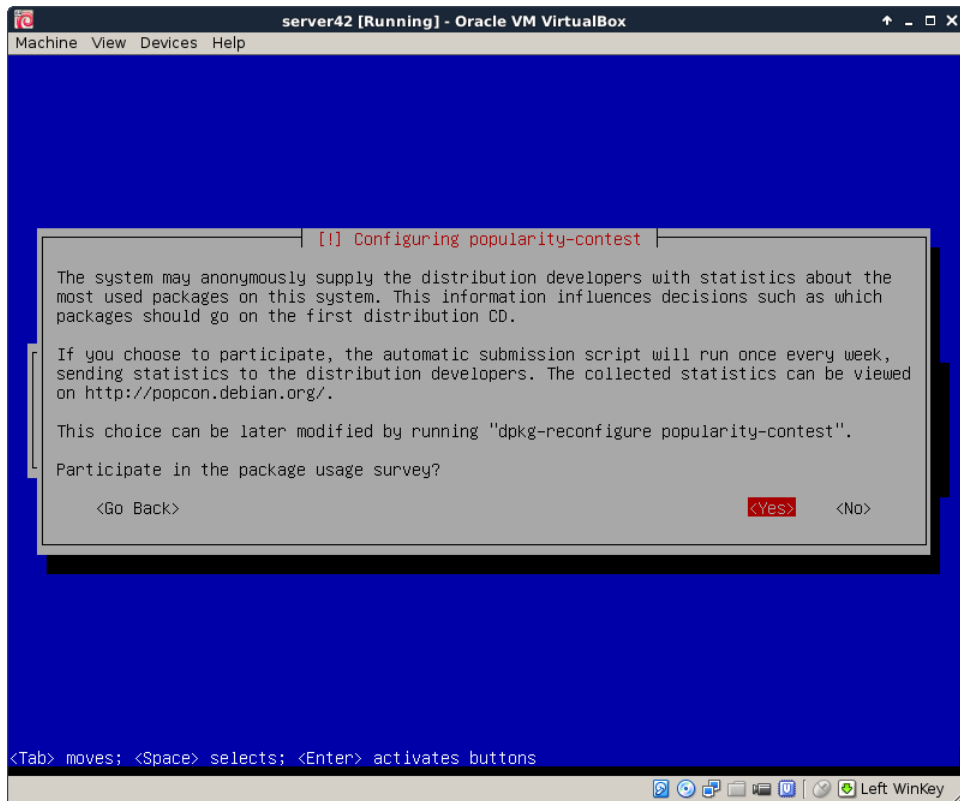 server42 [Running] - Oracle VM VirtualBox
Machine View Devices Help
[!] Configuring popularity-contest
The system may anonymously supply the distribution developers with statistics about the
most used packages on this system. This information influences decisions such as which
packages should go on the first distribution CD.
If you choose to participate, the automatic submission script will run once every week,
sending statistics to the distribution developers. The collected statistics can be viewed
on http://popcon.debian.org/.
This choice can be later modified by running "dpkg-reconfigure popularity-contest".
Participate in the package usage survey?
<Go Back> <Yes> <No>
<Tab> moves; <Space> selects; <Enter> activates buttons
Left WinKey